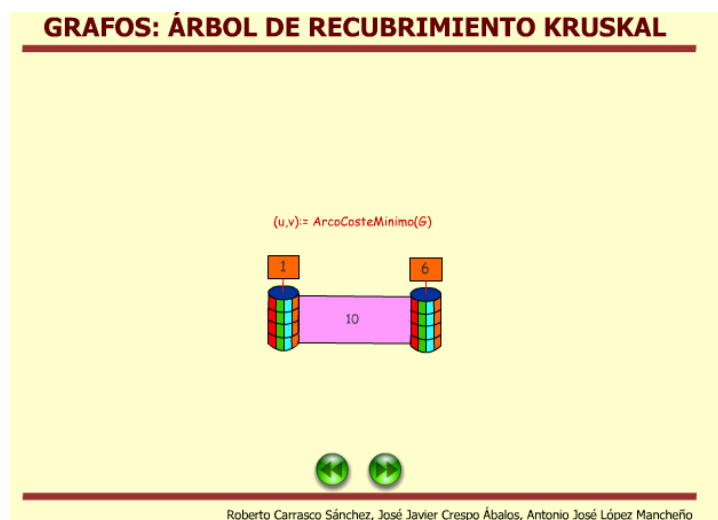 GRAFOS: ÁRBOL DE RECUBRIMIENTO KRUSKAL
(u,v):= ArcoCosteMinimo(G)
1 6
10
Roberto Carrasco Sánchez, José Javier Crespo Ábalos, Antonio José López Mancheño